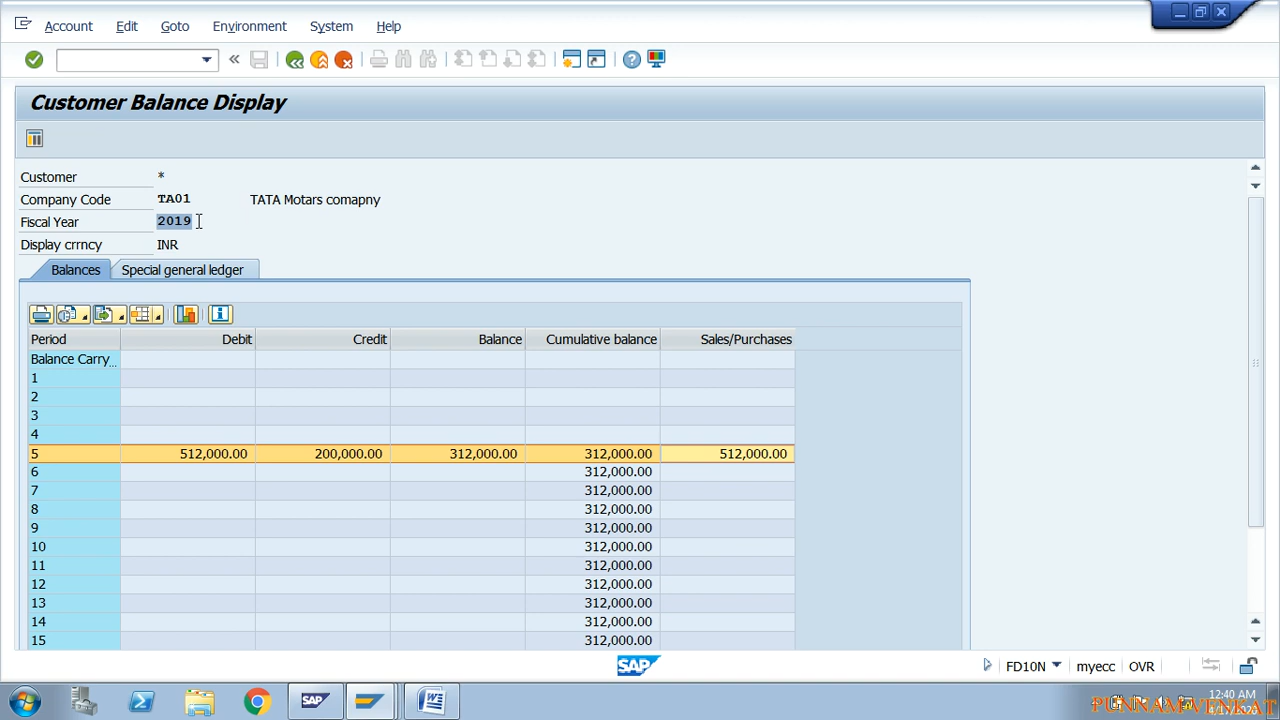 Account Edit Goto Environment System Help
Customer Balance Display
Customer *
Company Code TA01 TATA Motars comapny
Fiscal Year 2019
Display crrncy INR
Balances Special general ledger
Period Debit Credit Balance Cumulative balance Sales/Purchases
Balance Carry...
1
2
3
4
5 512,000.00 200,000.00 312,000.00 312,000.00 512,000.00
6 312,000.00
7 312,000.00
8 312,000.00
9 312,000.00
10 312,000.00
11 312,000.00
12 312,000.00
13 312,000.00
14 312,000.00
15 312,000.00
SAP FD10N myecc OVR
SAP 12:40 AM
PUNNAM VENKAT